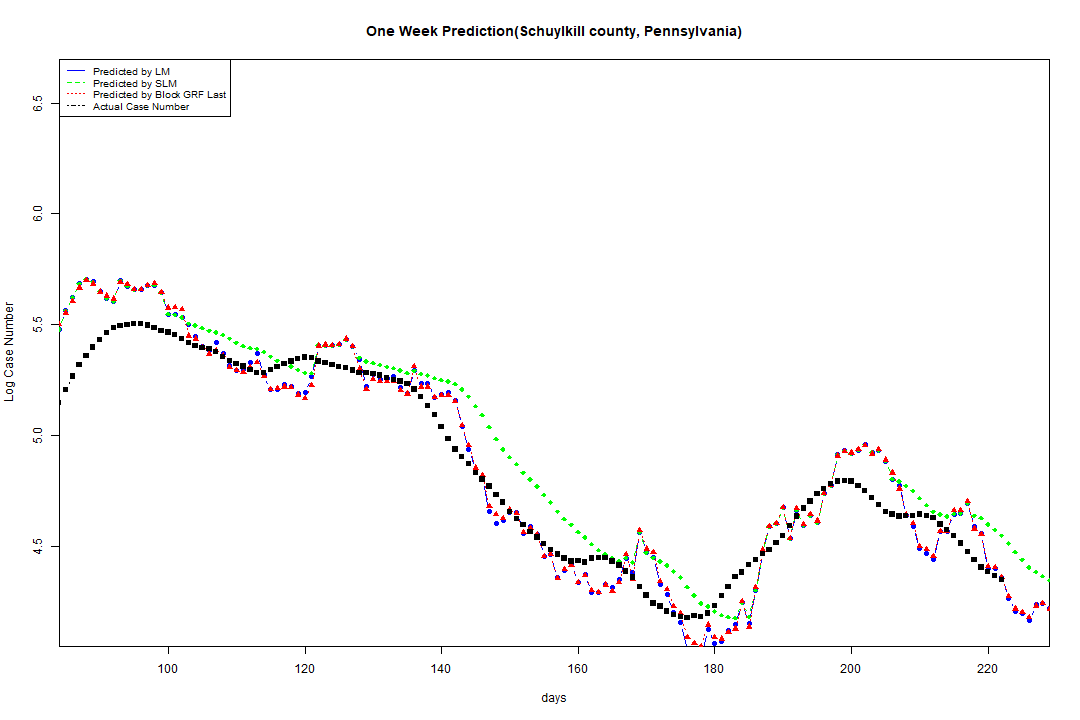 One Week Prediction(Schuylkill county, Pennsylvania)
Predicted by LM
Predicted by SLM
Predicted by Block GRF Last
Actual Case Number
Log Case Number
6.5
6.0
5.5
5.0
4.5
100 120 140 160 180 200 220
days